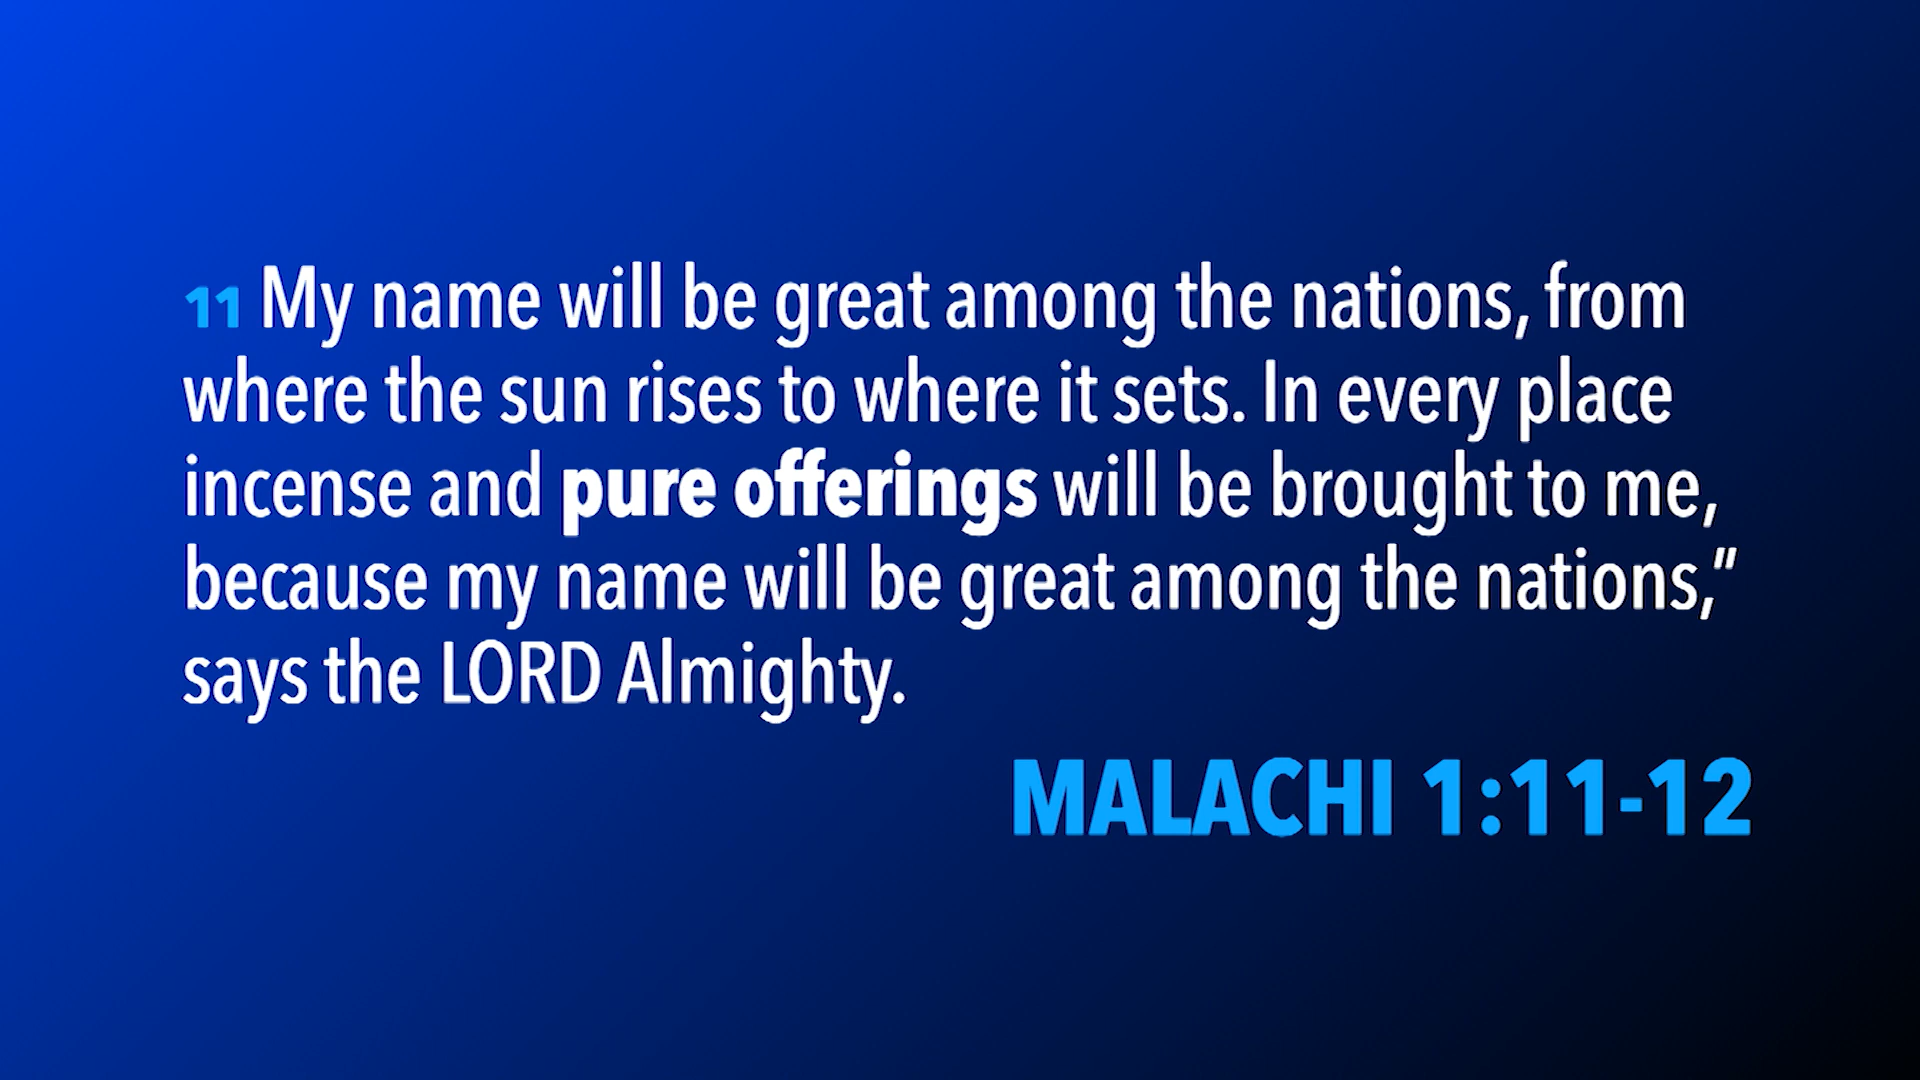 11 My name will be great among the nations, from
where the sun rises to where it sets. In every place
incense and pure offerings will be brought to me,
because my name will be great among the nations,”
says the LORD Almighty.
MALACHI 1:11-12